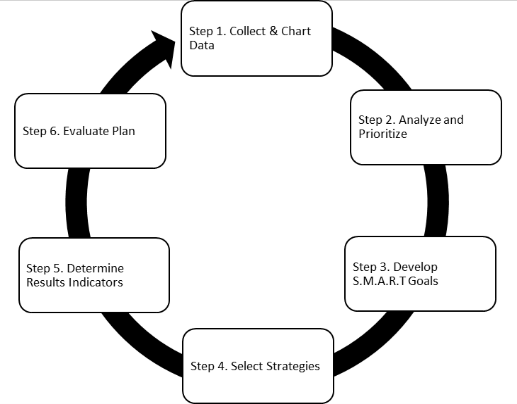 Step 1. Collect & Chart
Data
Step 2. Analyze and
Prioritize
Step 3. Develop
S.M.A.R.T Goals
Step 4. Select Strategies
Step 5. Determine
Results Indicators
Step 6. Evaluate Plan